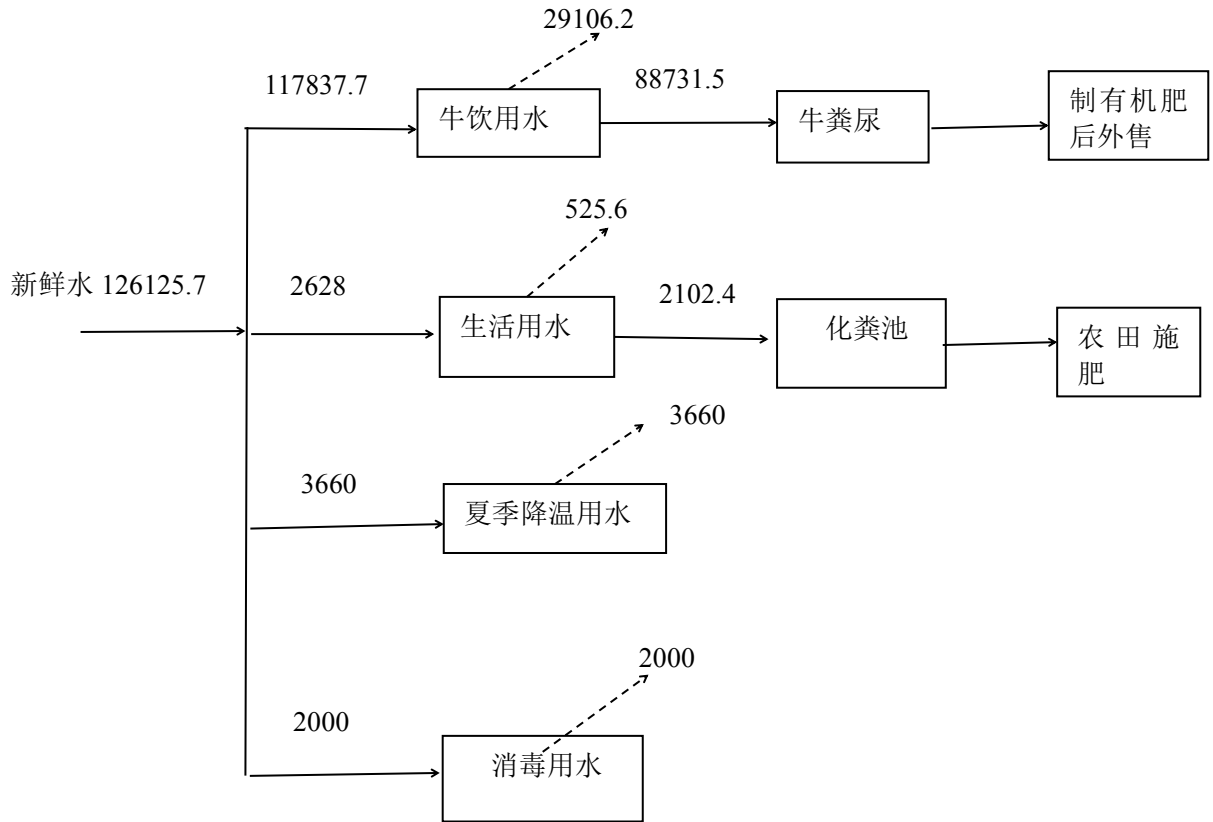 29106.2
117837.7
88731.5
牛饮用水
牛粪尿
制有机肥
后外售
525.6
新鲜水 126125.7
2628
2102.4
生活用水
化粪池
农田施
肥
3660
3660
夏季降温用水
2000
2000
消毒用水